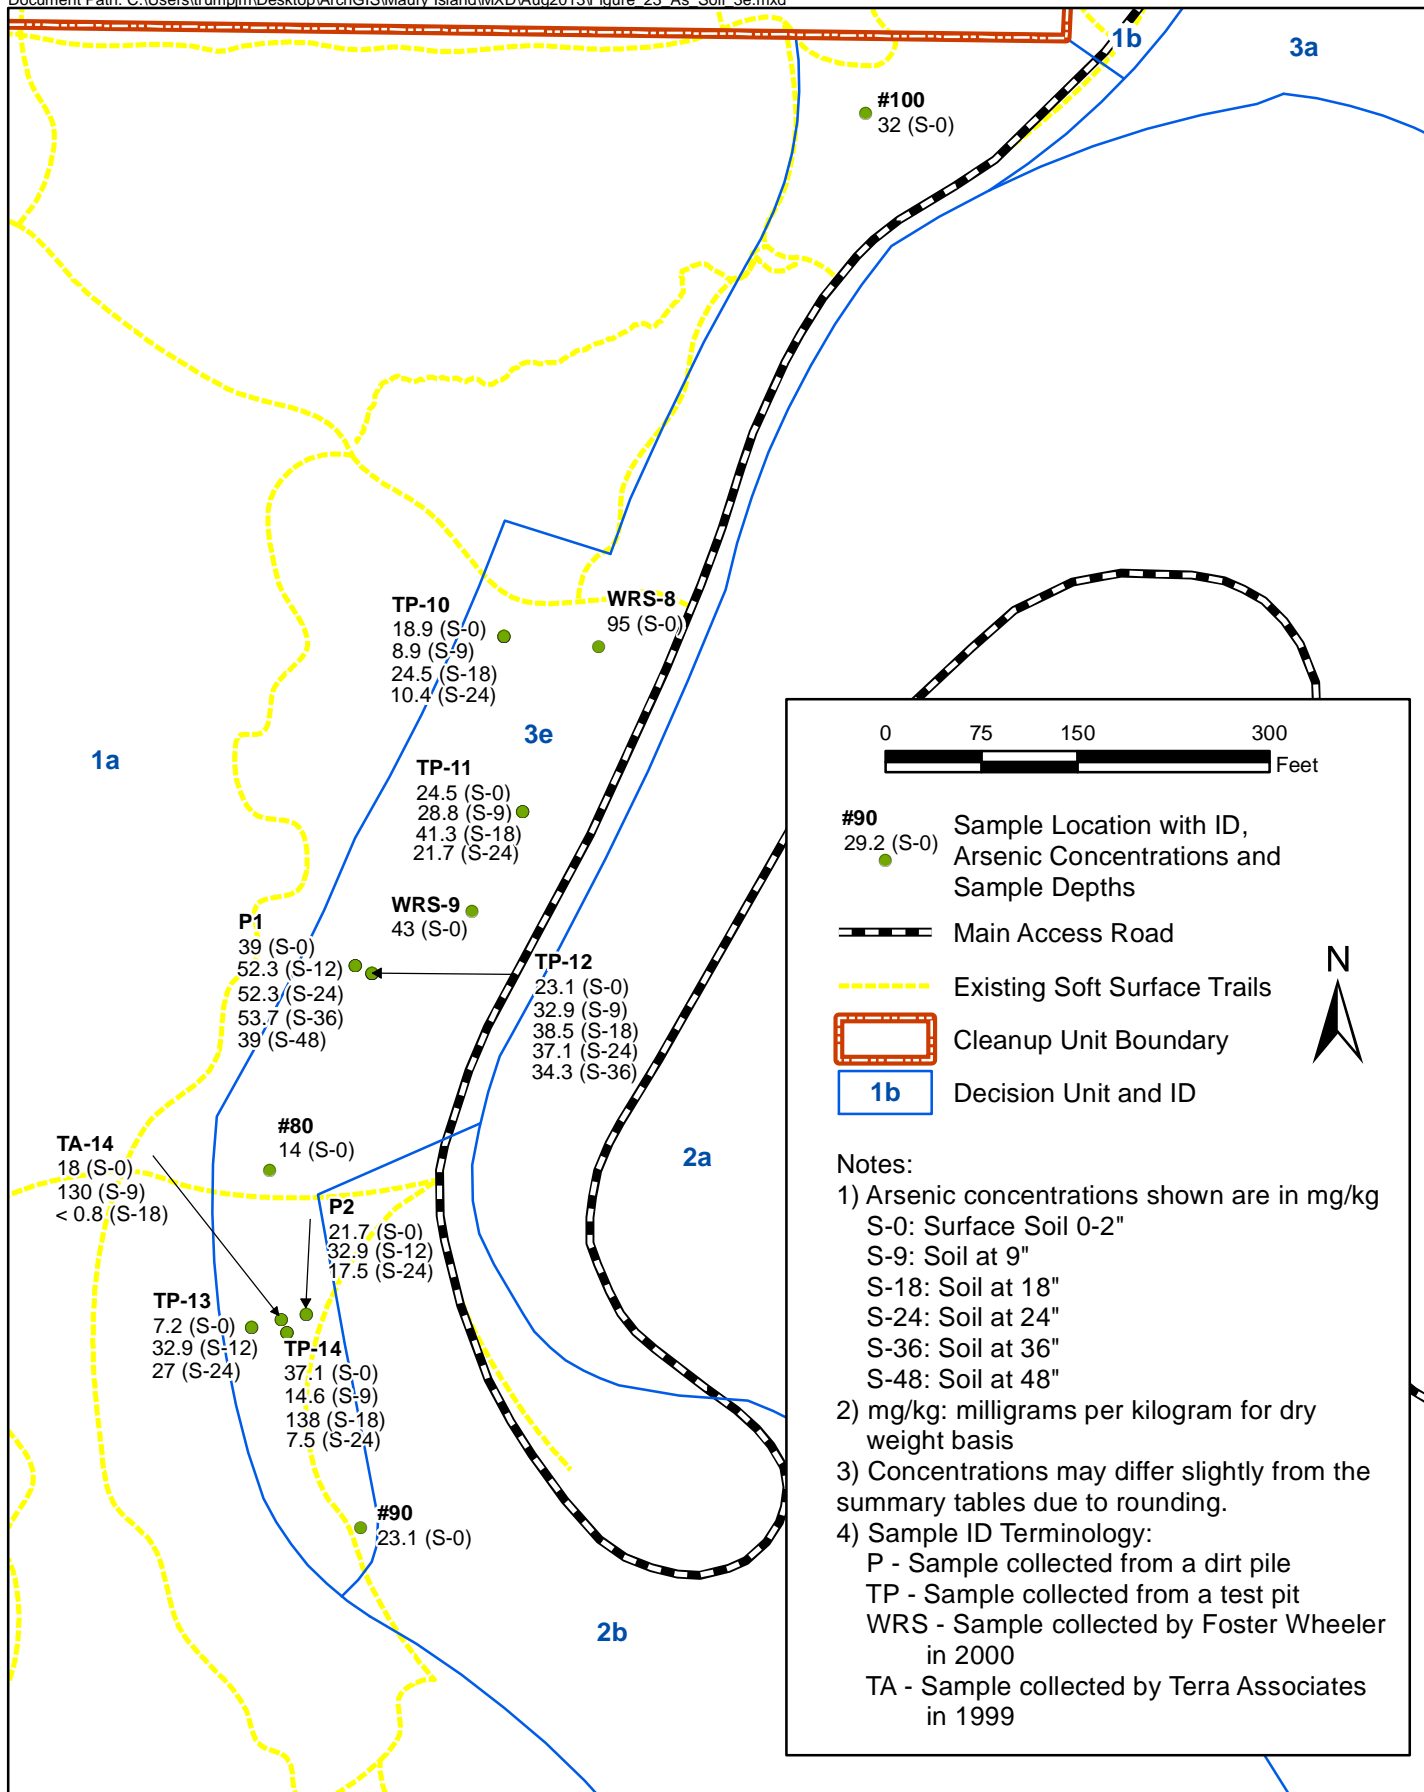 Document Path: C:\Users\trumpjm\Desktop\ArchGIS\Maury Island\MXD\Aug2013\Figure_23_As_Soil_3e.mxd
1b
3a
#100
32 (S-0)
TP-10
18.9 (S-0)
8.9 (S-9)
24.5 (S-18)
10.4 (S-24)
WRS-8
95 (S-0)
3e
1a
TP-11
24.5 (S-0)
28.8 (S-9)
41.3 (S-18)
21.7 (S-24)
WRS-9
43 (S-0)
P1
39 (S-0)
52.3 (S-12)
52.3 (S-24)
53.7 (S-36)
39 (S-48)
TP-12
23.1 (S-0)
32.9 (S-9)
38.5 (S-18)
37.1 (S-24)
34.3 (S-36)
#80
14 (S-0)
TA-14
18 (S-0)
130 (S-9)
< 0.8 (S-18)
2a
P2
21.7 (S-0)
32.9 (S-12)
17.5 (S-24)
TP-13
7.2 (S-0)
32.9 (S-12)
27 (S-24)
TP-14
37.1 (S-0)
14.6 (S-9)
138 (S-18)
7.5 (S-24)
#90
23.1 (S-0)
2b
0 75 150 300
Feet
#90
29.2 (S-0)
Sample Location with ID,
Arsenic Concentrations and
Sample Depths
Main Access Road
N
Existing Soft Surface Trails
Cleanup Unit Boundary
1b
Decision Unit and ID
Notes:
1) Arsenic concentrations shown are in mg/kg
S-0: Surface Soil 0-2"
S-9: Soil at 9"
S-18: Soil at 18"
S-24: Soil at 24"
S-36: Soil at 36"
S-48: Soil at 48"
2) mg/kg: milligrams per kilogram for dry
weight basis
3) Concentrations may differ slightly from the
summary tables due to rounding.
4) Sample ID Terminology:
P - Sample collected from a dirt pile
TP - Sample collected from a test pit
WRS - Sample collected by Foster Wheeler
in 2000
TA - Sample collected by Terra Associates
in 1999